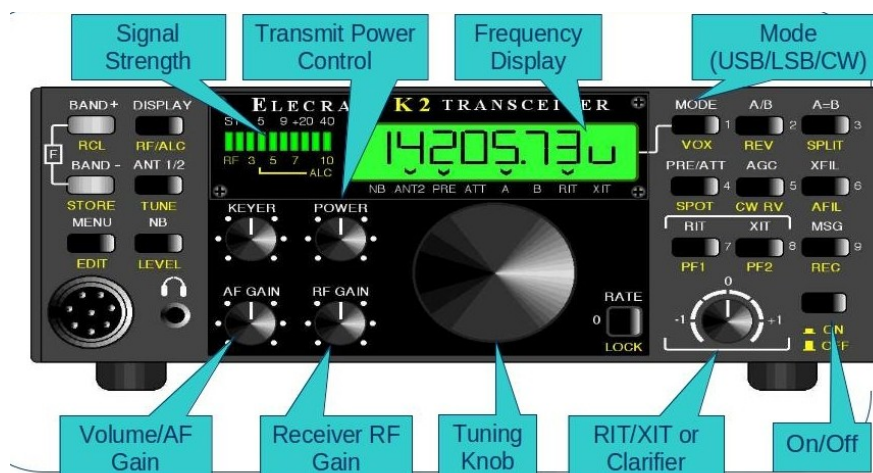 Signal
Strength
Transmit Power
Control
Frequency
Display
Mode
(USB/LSB/CW)
ELECRA K2 TRANSCEIVER
BAND+ DISPLAY
RCL RF/ALC
BAND - ANT 1/2
STORE TUNE
MENU NB
EDIT LEVEL
F
5 9 +20 40
RF 3 5 7 10
ALC
14205.73u
NB ANT2 PRE ATT A B RIT XIT
KEYER POWER
AF GAIN RF GAIN
RATE
0
LOCK
MODE A/B A=B
1 2 3
VOX REV SPLIT
PRE/ATT AGC XFIL
4 5 6
SPOT CW RV AFIL
RIT XIT MSG
7 8 9
PF1 PF2 REC
0
-1 +1
ON
OFF
Volume/AF
Gain
Receiver RF
Gain
Tuning
Knob
RIT/XIT or
Clarifier
On/Off